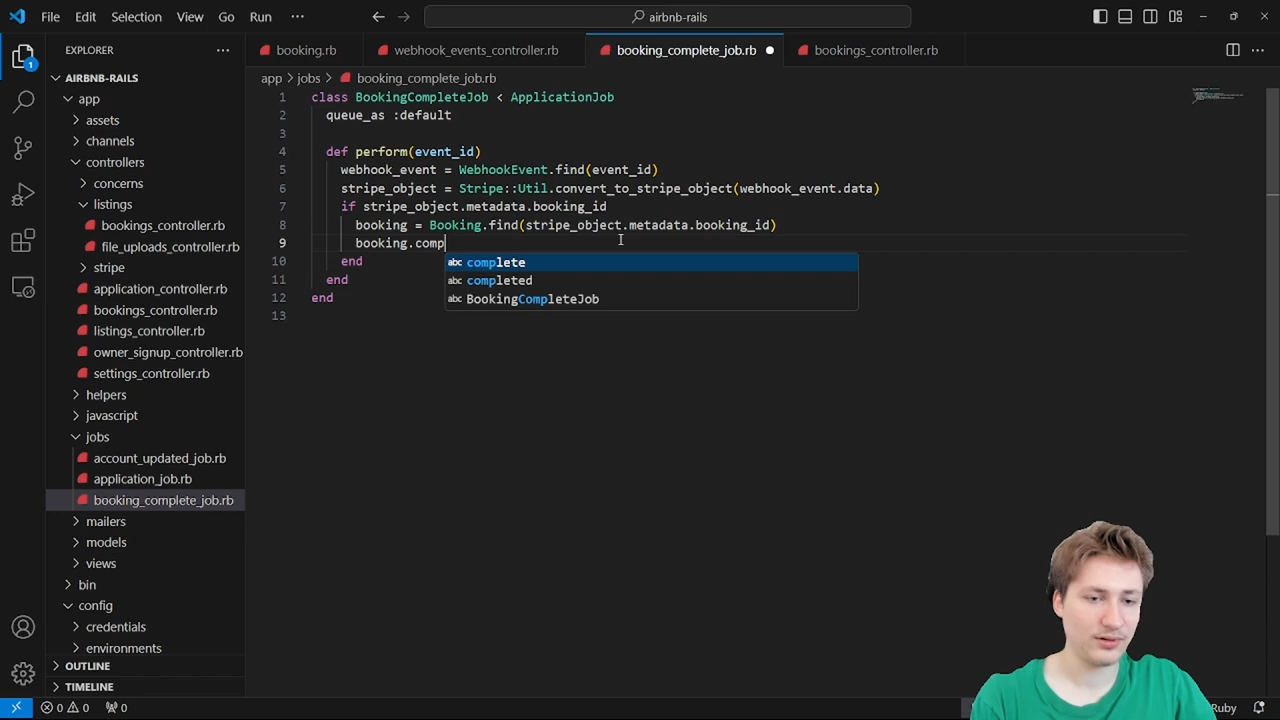 File Edit Selection View Go Run ··· airbnb-rails
EXPLORER ···
booking.rb webhook_events_controller.rb booking_complete_job.rb bookings_controller.rb ···
app > jobs > booking_complete_job.rb
AIRBNB-RAILS
app
assets
channels
controllers
concerns
listings
bookings_controller.rb
file_uploads_controller.rb
stripe
application_controller.rb
bookings_controller.rb
listings_controller.rb
owner_signup_controller.rb
settings_controller.rb
helpers
javascript
jobs
account_updated_job.rb
application_job.rb
booking_complete_job.rb
mailers
models
views
bin
config
credentials
environments
OUTLINE
TIMELINE
1 class BookingCompleteJob < ApplicationJob
2 queue_as :default
3
4 def perform(event_id)
5 webhook_event = WebhookEvent.find(event_id)
6 stripe_object = Stripe::Util.convert_to_stripe_object(webhook_event.data)
7 if stripe_object.metadata.booking_id
8 booking = Booking.find(stripe_object.metadata.booking_id)
9 booking.comp
10 end
11 end
12 end
13
abc complete
abc completed
abc BookingCompleteJob
1
0 0 0 Ruby